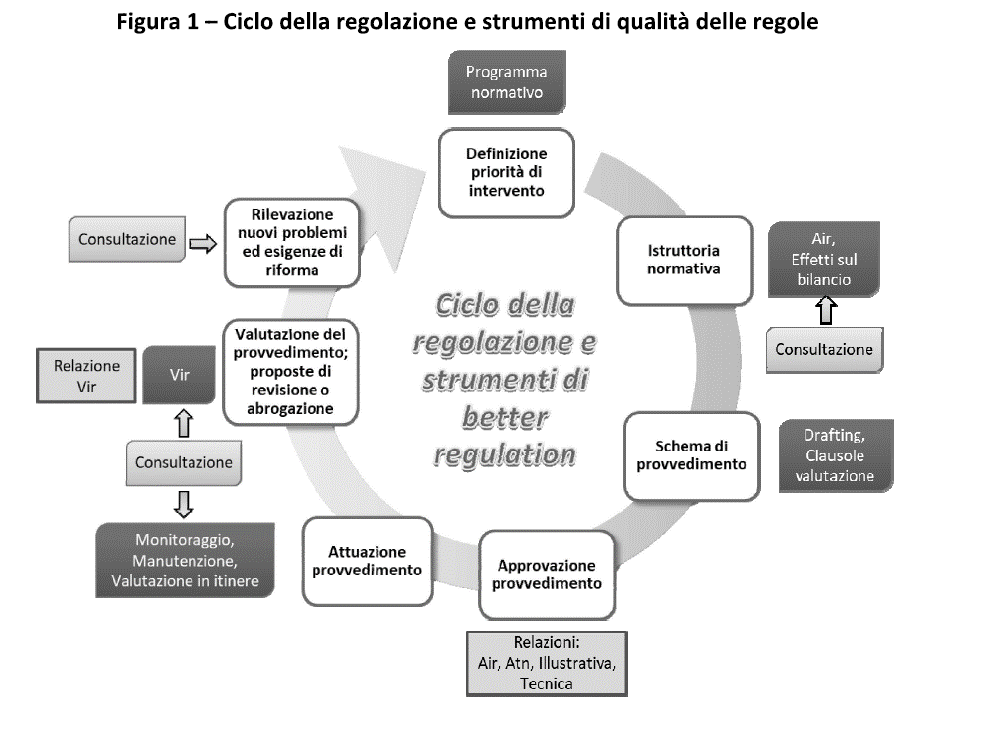 Figura 1 – Ciclo della regolazione e strumenti di qualità delle regole
Programma
normativo
Definizione
priorità di
intervento
Istruttoria
normativa
Air,
Effetti sul
bilancio
Consultazione
Schema di
provvedimento
Drafting,
Clausole
valutazione
Approvazione
provvedimento
Relazioni:
Air, Atn, Illustrativa,
Tecnica
Attuazione
provvedimento
Monitoraggio,
Manutenzione,
Valutazione in itinere
Consultazione
Vir
Relazione
Vir
Valutazione del
provvedimento;
proposte di
revisione o
abrogazione
Rilevazione
nuovi problemi
ed esigenze di
riforma
Consultazione
Ciclo della
regolazione e
strumenti di
better
regulation